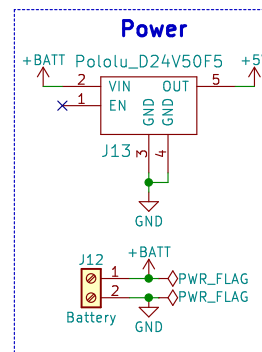 Power
+BATT Pololu_D24V50F5 +5
2 VIN OUT 5
1 EN GND GND
J13 3 4
GND
+BATT
J12
1 PWR_FLAG
2 PWR_FLAG
Battery GND